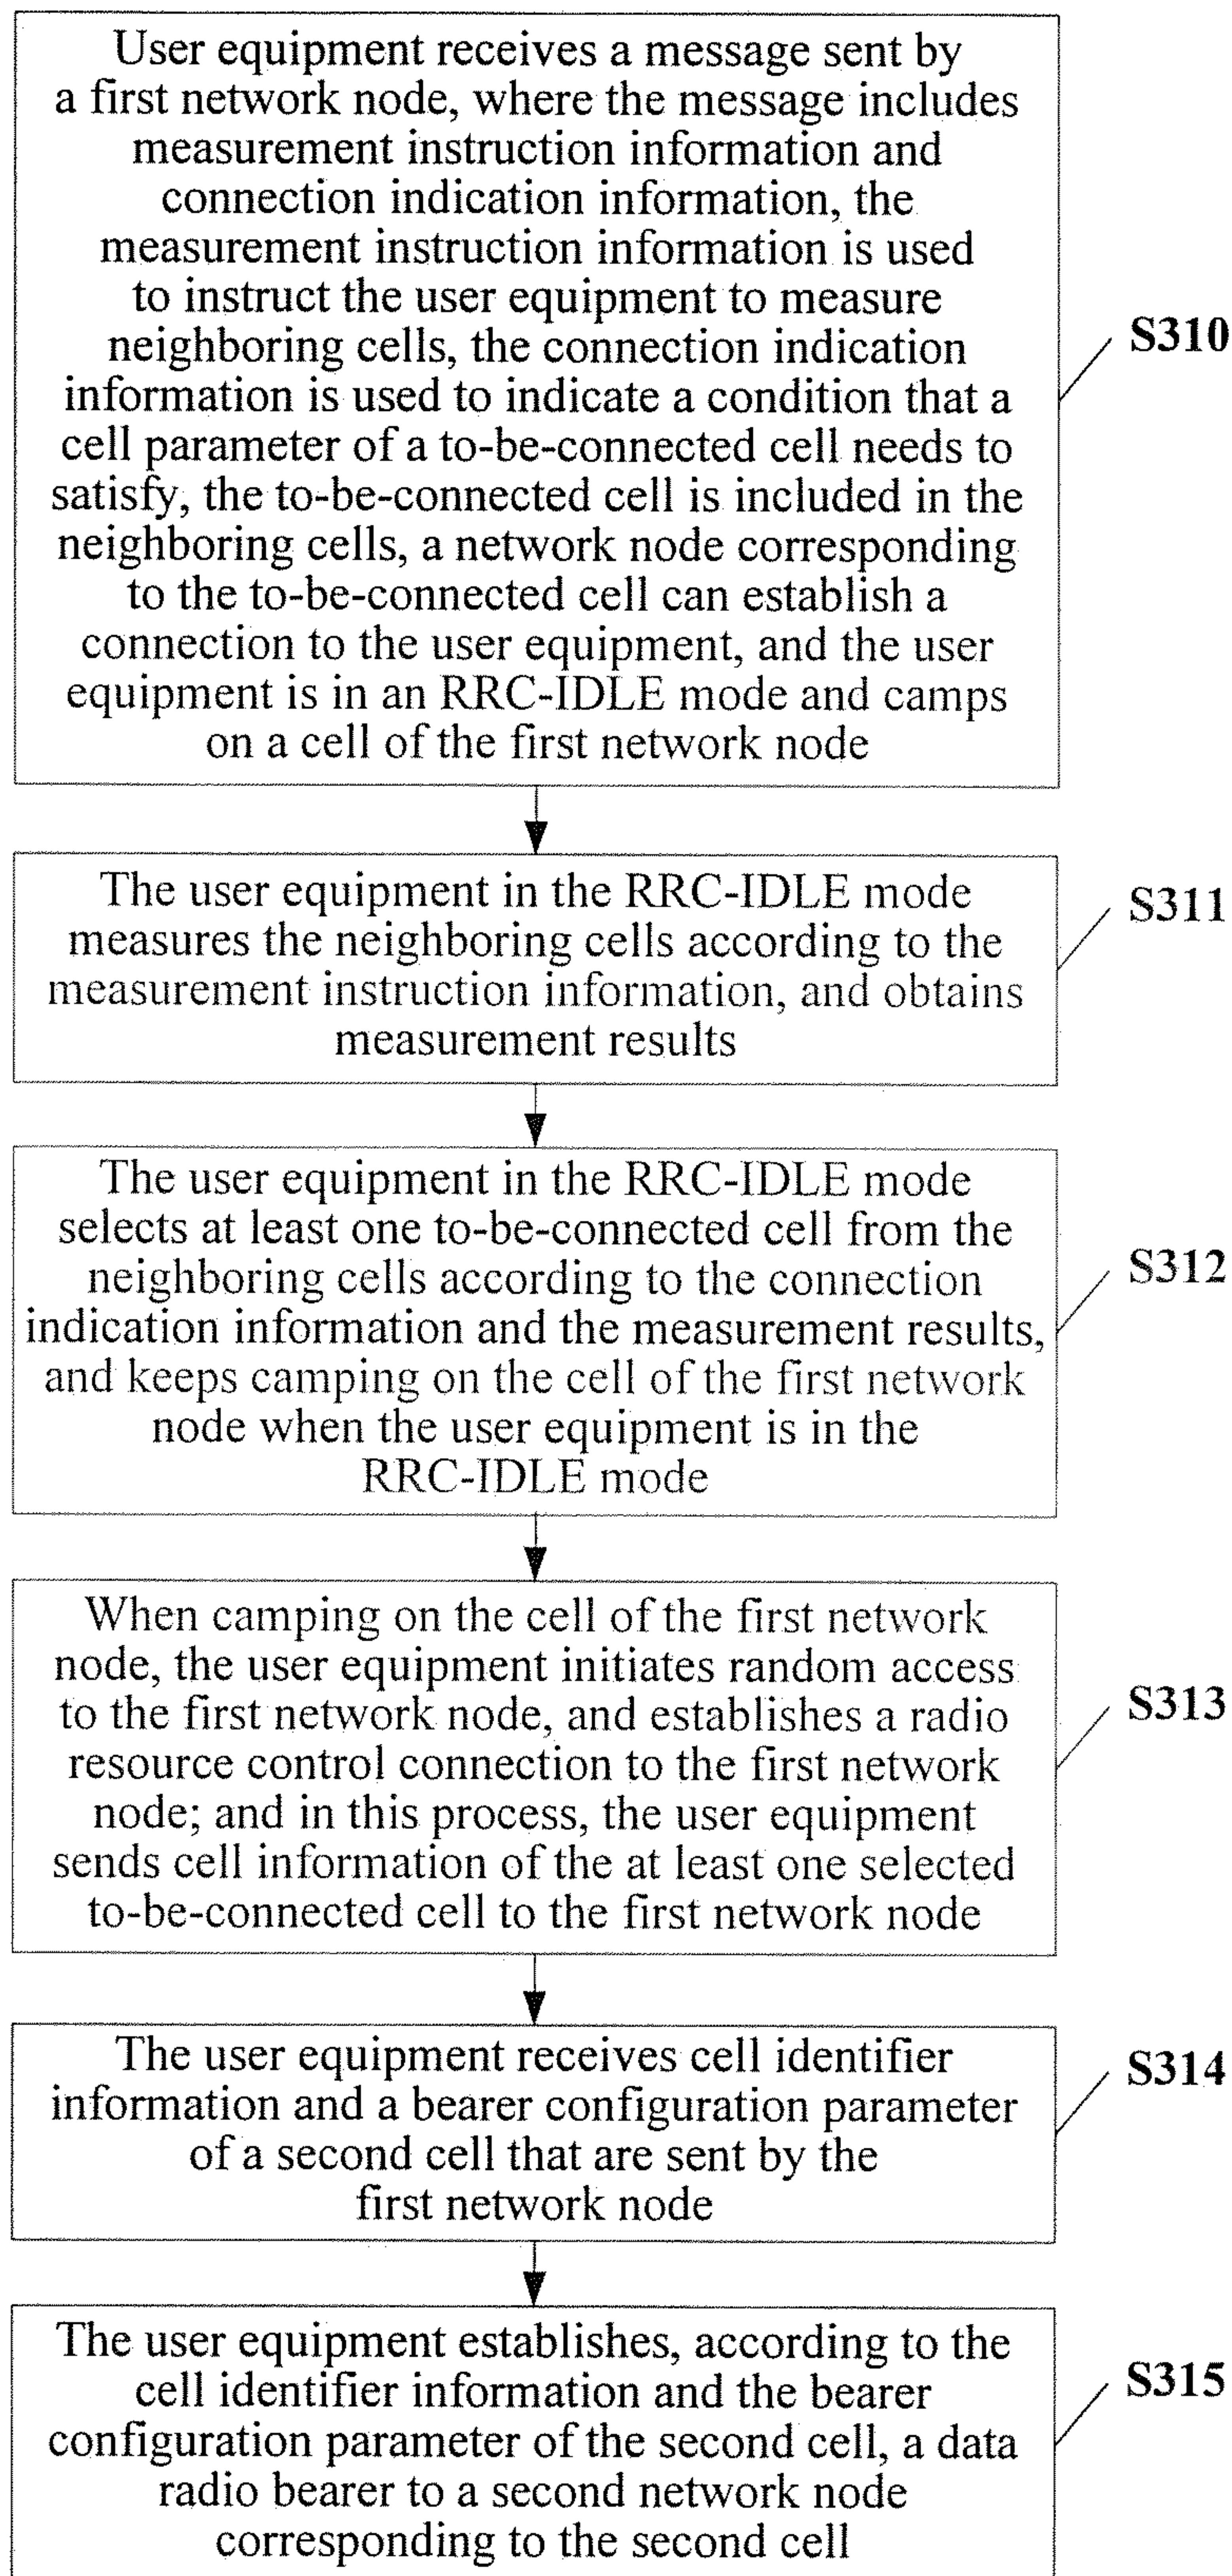 User equipment receives a message sent by
a first network node, where the message includes
measurement instruction information and
connection indication information, the
measurement instruction information is used
to instruct the user equipment to measure
neighboring cells, the connection indication
information is used to indicate a condition that a
cell parameter of a to-be-connected cell needs to
satisfy, the to-be-connected cell is included in the
neighboring cells, a network node corresponding
to the to-be-connected cell can establish a
connection to the user equipment, and the user
equipment is in an RRC-IDLE mode and camps
on a cell of the first network node
S310
The user equipment in the RRC-IDLE mode
measures the neighboring cells according to the
measurement instruction information, and obtains
measurement results
S311
The user equipment in the RRC-IDLE mode
selects at least one to-be-connected cell from the
neighboring cells according to the connection
indication information and the measurement results,
and keeps camping on the cell of the first network
node when the user equipment is in the
RRC-IDLE mode
S312
When camping on the cell of the first network
node, the user equipment initiates random access
to the first network node, and establishes a radio
resource control connection to the first network
node; and in this process, the user equipment
sends cell information of the at least one selected
to-be-connected cell to the first network node
S313
The user equipment receives cell identifier
information and a bearer configuration parameter
of a second cell that are sent by the
first network node
S314
The user equipment establishes, according to the
cell identifier information and the bearer
configuration parameter of the second cell, a data
radio bearer to a second network node
corresponding to the second cell
S315